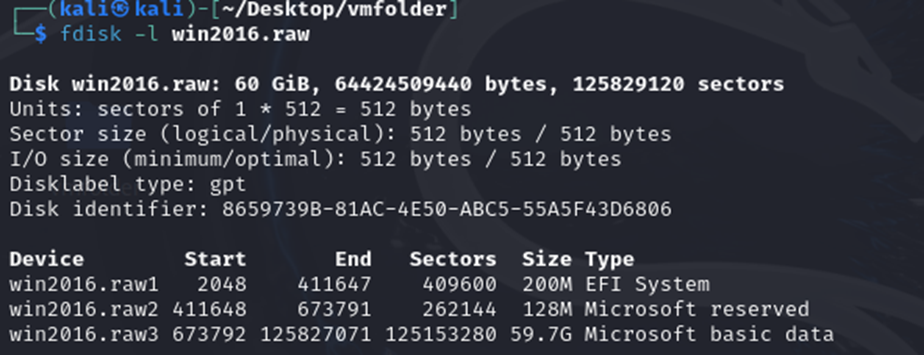 ┌──(kali㉿kali)-[~/Desktop/vmfolder]
└─$ fdisk -l win2016.raw
Disk win2016.raw: 60 GiB, 64424509440 bytes, 125829120 sectors
Units: sectors of 1 * 512 = 512 bytes
Sector size (logical/physical): 512 bytes / 512 bytes
I/O size (minimum/optimal): 512 bytes / 512 bytes
Disklabel type: gpt
Disk identifier: 8659739B-81AC-4E50-ABC5-55A5F43D6806
Device Start End Sectors Size Type
win2016.raw1 2048 411647 409600 200M EFI System
win2016.raw2 411648 673791 262144 128M Microsoft reserved
win2016.raw3 673792 125827071 125153280 59.7G Microsoft basic data